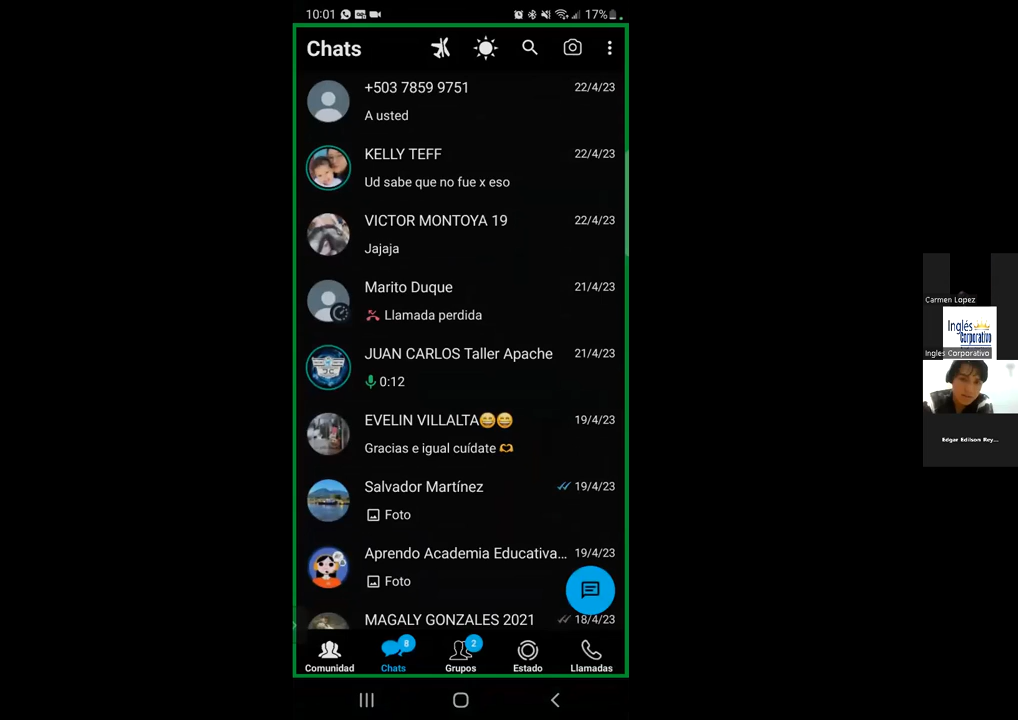 10:01
17%
Chats
+503 7859 9751
22/4/23
A usted
KELLY TEFF
22/4/23
Ud sabe que no fue x eso
VICTOR MONTOYA 19
22/4/23
Jajaja
Marito Duque
21/4/23
Llamada perdida
JUAN CARLOS Taller Apache
21/4/23
0:12
EVELIN VILLALTA😄😄
19/4/23
Gracias e igual cuídate 🫶
Salvador Martínez
19/4/23
Foto
Aprendo Academia Educativa...
19/4/23
Foto
MAGALY GONZALES 2021
18/4/23
8
2
Comunidad
Chats
Grupos
Estado
Llamadas
Carmen Lopez
Inglés
Corporativo
Ingles Corporativo
Edgar Edilson Rey...